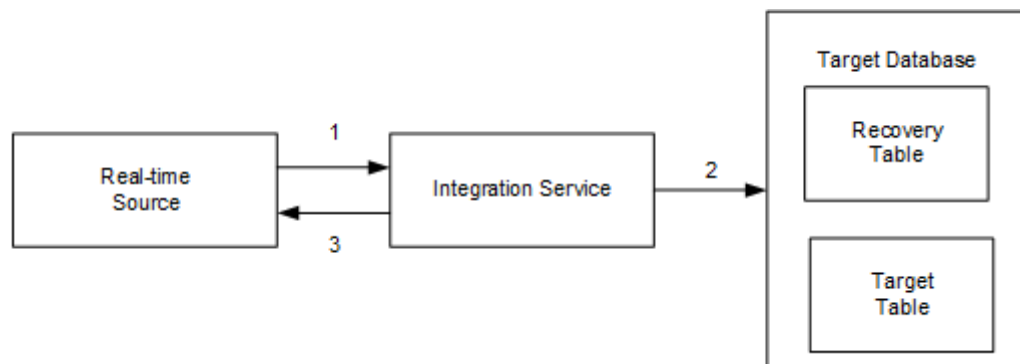 Target Database
Recovery
Table
1
Real-time
Source
Integration Service
2
3
Target
Table